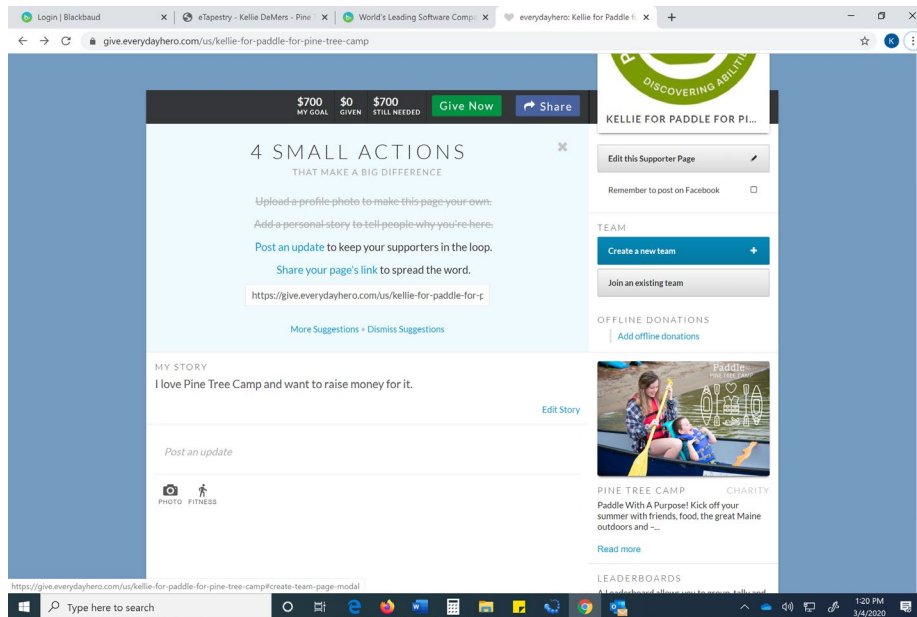 Login | Blackbaud
eTapestry - Kellie DeMers - Pine
World's Leading Software Comp
everydayhero: Kellie for Paddle f
give.everydayhero.com/us/kellie-for-paddle-for-pine-tree-camp
K
DISCOVERING ABILITIES
KELLIE FOR PADDLE FOR PI...
$700 $0 $700
MY GOAL GIVEN STILL NEEDED
Give Now
Share
4 SMALL ACTIONS
THAT MAKE A BIG DIFFERENCE
Upload a profile photo to make this page your own.
Add a personal story to tell people why you're here.
Post an update to keep your supporters in the loop.
Share your page's link to spread the word.
https://give.everydayhero.com/us/kellie-for-paddle-for-p
More Suggestions » Dismiss Suggestions
MY STORY
I love Pine Tree Camp and want to raise money for it.
Edit Story
Post an update
PHOTO FITNESS
Edit this Supporter Page
Remember to post on Facebook
TEAM
Create a new team
Join an existing team
OFFLINE DONATIONS
Add offline donations
Paddle
PINE TREE CAMP
PINE TREE CAMP CHARITY
Paddle With A Purpose! Kick off your
summer with friends, food, the great Maine
outdoors and –...
Read more
LEADERBOARDS
A Leaderboard allows you to group, tally and
https://give.everydayhero.com/us/kellie-for-paddle-for-pine-tree-camp#create-team-page-modal
Type here to search
1:20 PM
3/4/2020